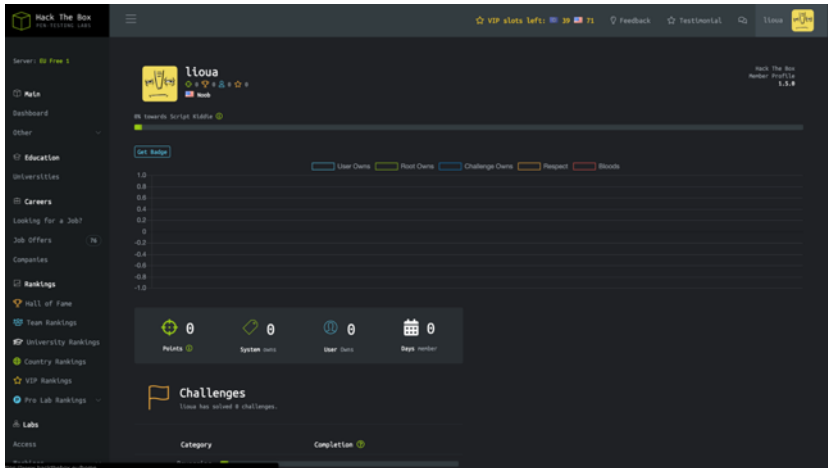 Hack The Box
PEN-TESTING LABS
VIP slots left: 39 71
Feedback
Testimonial
lioua
Server: EU Free 1
Main
Dashboard
Other
Education
Universities
Careers
Looking for a Job?
Job Offers 76
Companies
Rankings
Hall of Fame
Team Rankings
University Rankings
Country Rankings
VIP Rankings
Pro Lab Rankings
Labs
Access
lioua
Noob
Hack The Box
Member Profile
0% towards Script Kiddie
Get Badge
User Owns Root Owns Challenge Owns Respect Bloods
1.0
0.8
0.6
0.4
0.2
0
-0.2
-0.4
-0.6
-0.8
-1.0
0 0 0 0
Points System owns User Owns Days member
Challenges
lioua has solved 0 challenges.
Category Completion